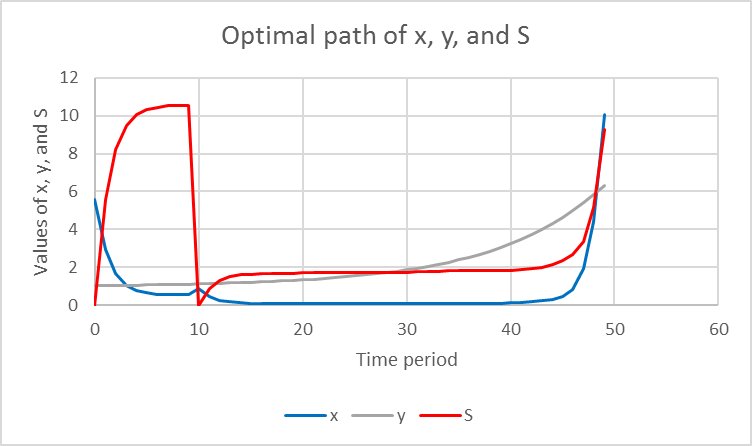 Optimal path of x, y, and S
Values of x, y, and S
12
10
8
6
4
2
0
0 10 20 30 40 50 60
Time period
x y S